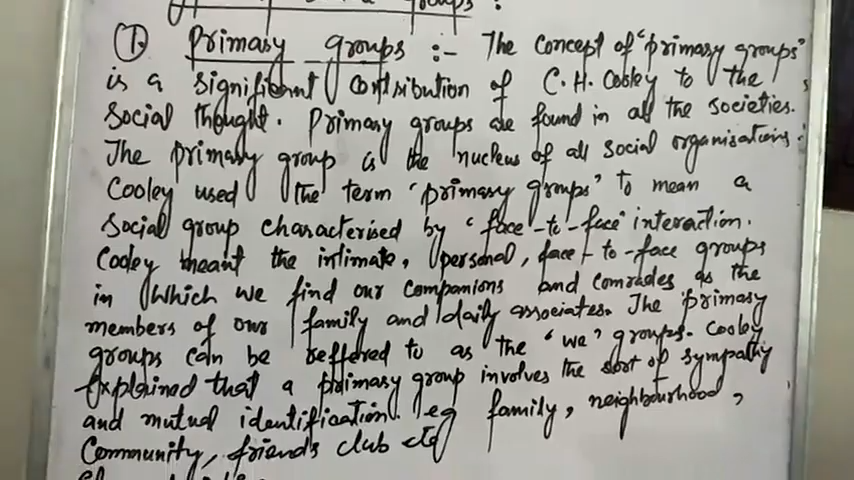 groups :
① Primary groups :- The concept of "primary groups"
is a significant contribution of C.H. Cooley to the
Social thought. Primary groups are found in all the societies.
The primary group is the nucleus of all social organisations.
Cooley used the term "primary groups" to mean a
social group characterised by "face-to-face" interaction.
Cooley meant the intimate, personal, face-to-face groups
in which we find our companions and comrades as the
members of our family and daily associates. The primary
groups can be reffered to as the "we" groups. Cooley
explained that a primary group involves the sort of sympathy
and mutual identification. eg family, neighbourhood,
Community, friends club etc